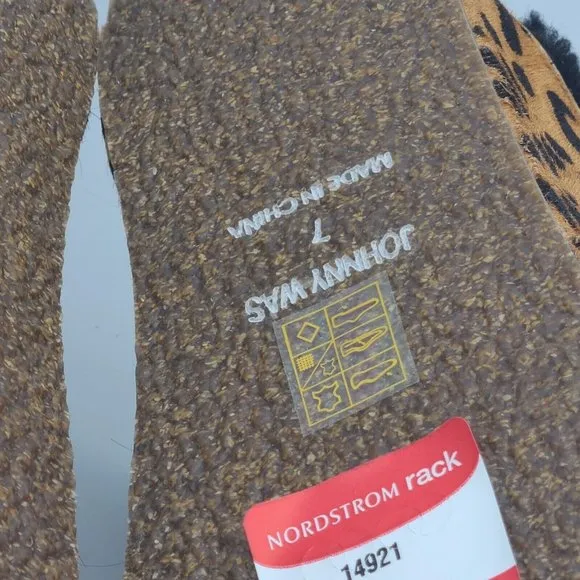 JOHNNY WAS
7
MADE IN CHINA
NORDSTROM rack
14921